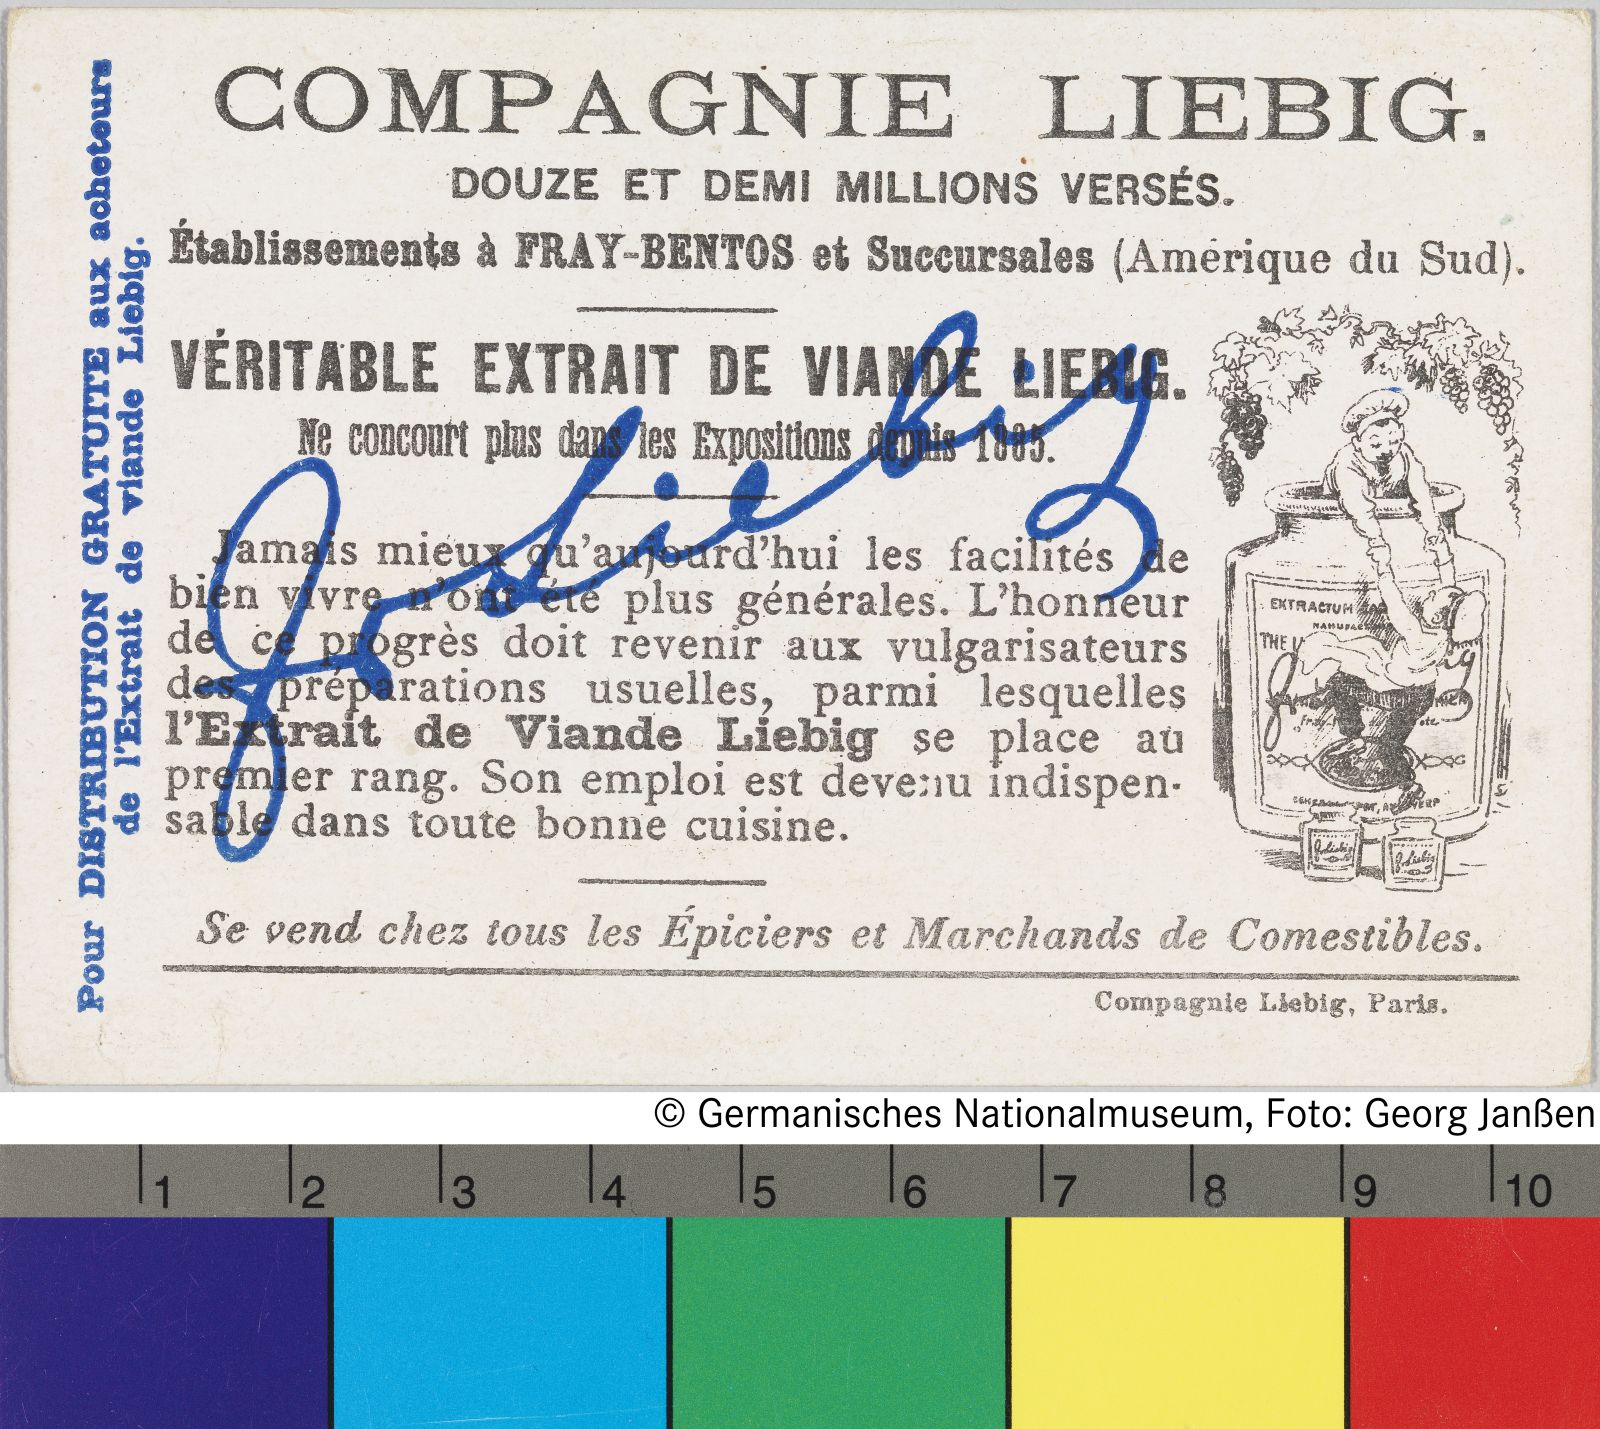 COMPAGNIE LIEBIG.
DOUZE ET DEMI MILLIONS VERSÉS.
Établissements à FRAY-BENTOS et Succursales (Amérique du Sud).
VÉRITABLE EXTRAIT DE VIANDE LIEBIG.
Ne concourt plus dans les Expositions depuis 1885.
Jamais mieux qu'aujourd'hui les facilités de
bien vivre n'ont été plus générales. L'honneur
de ce progrès doit revenir aux vulgarisateurs
des préparations usuelles, parmi lesquelles
l'Extrait de Viande Liebig se place au
premier rang. Son emploi est devenu indispen-
sable dans toute bonne cuisine.
Se vend chez tous les Épiciers et Marchands de Comestibles.
Compagnie Liebig, Paris.
Pour DISTRIBUTION GRATUITE aux acheteurs
de l'Extrait de viande Liebig.
J v Liebig
EXTRACTUM
THE
JvLiebig
JvLiebig
© Germanisches Nationalmuseum, Foto: Georg Janßen
1 2 3 4 5 6 7 8 9 10